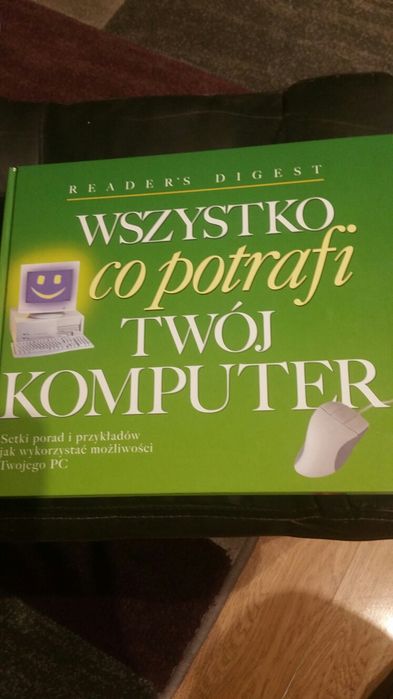 READER'S DIGEST
WSZYSTKO
co potrafi
TWÓJ
KOMPUTER
Setki porad i przykładów
jak wykorzystać możliwości
Twojego PC